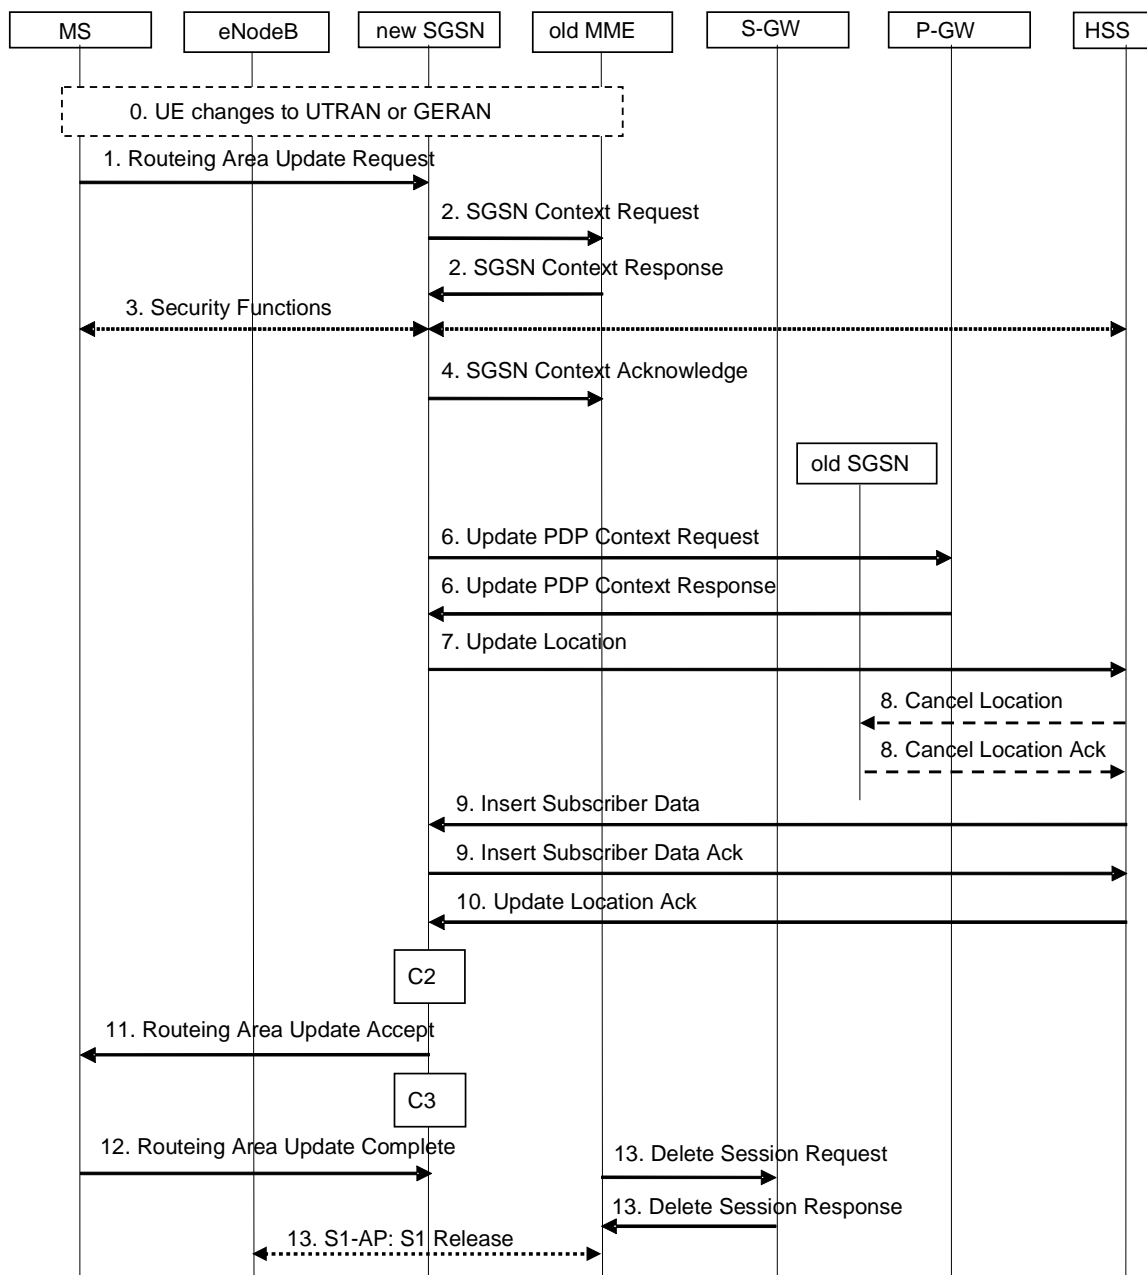 MS
eNodeB
new SGSN
old MME
S-GW
P-GW
HSS
0. UE changes to UTRAN or GERAN
1. Routeing Area Update Request
2. SGSN Context Request
2. SGSN Context Response
3. Security Functions
4. SGSN Context Acknowledge
old SGSN
6. Update PDP Context Request
6. Update PDP Context Response
7. Update Location
8. Cancel Location
8. Cancel Location Ack
9. Insert Subscriber Data
9. Insert Subscriber Data Ack
10. Update Location Ack
C2
11. Routeing Area Update Accept
C3
12. Routeing Area Update Complete
13. Delete Session Request
13. Delete Session Response
13. S1-AP: S1 Release